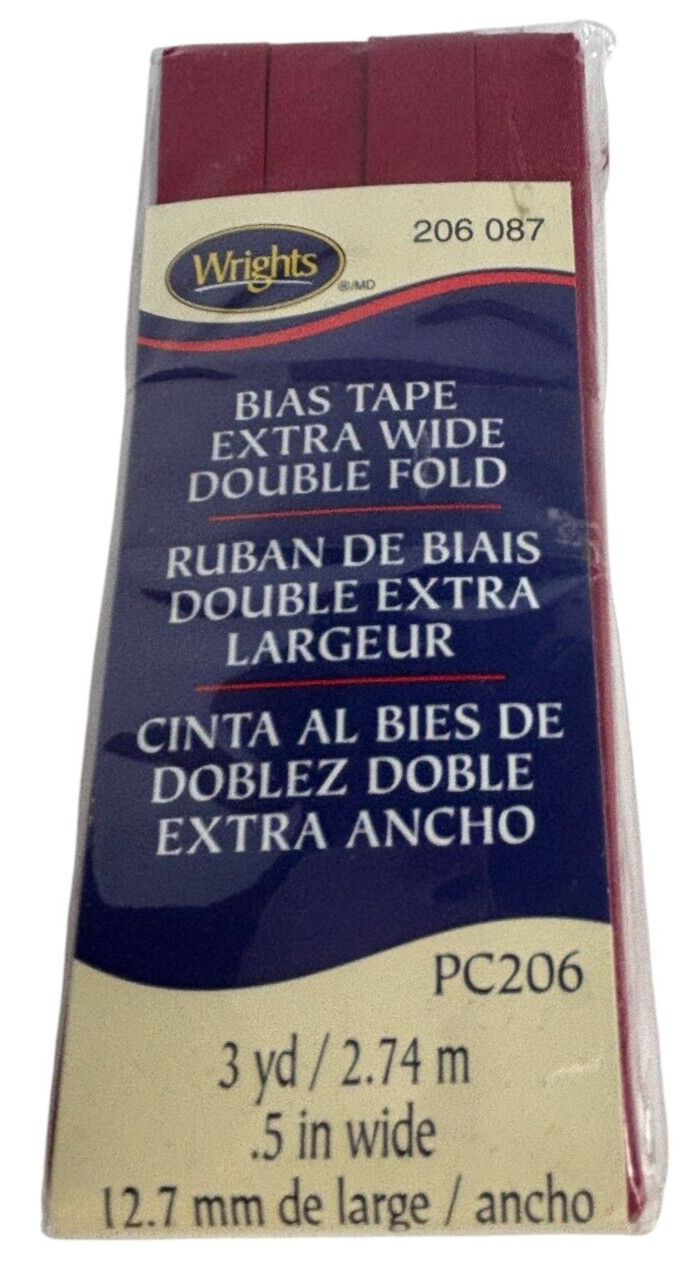 206 087
Wrights
®/MD
BIAS TAPE
EXTRA WIDE
DOUBLE FOLD
RUBAN DE BIAIS
DOUBLE EXTRA
LARGEUR
CINTA AL BIES DE
DOBLEZ DOBLE
EXTRA ANCHO
PC206
3 yd / 2.74 m
.5 in wide
12.7 mm de large / ancho